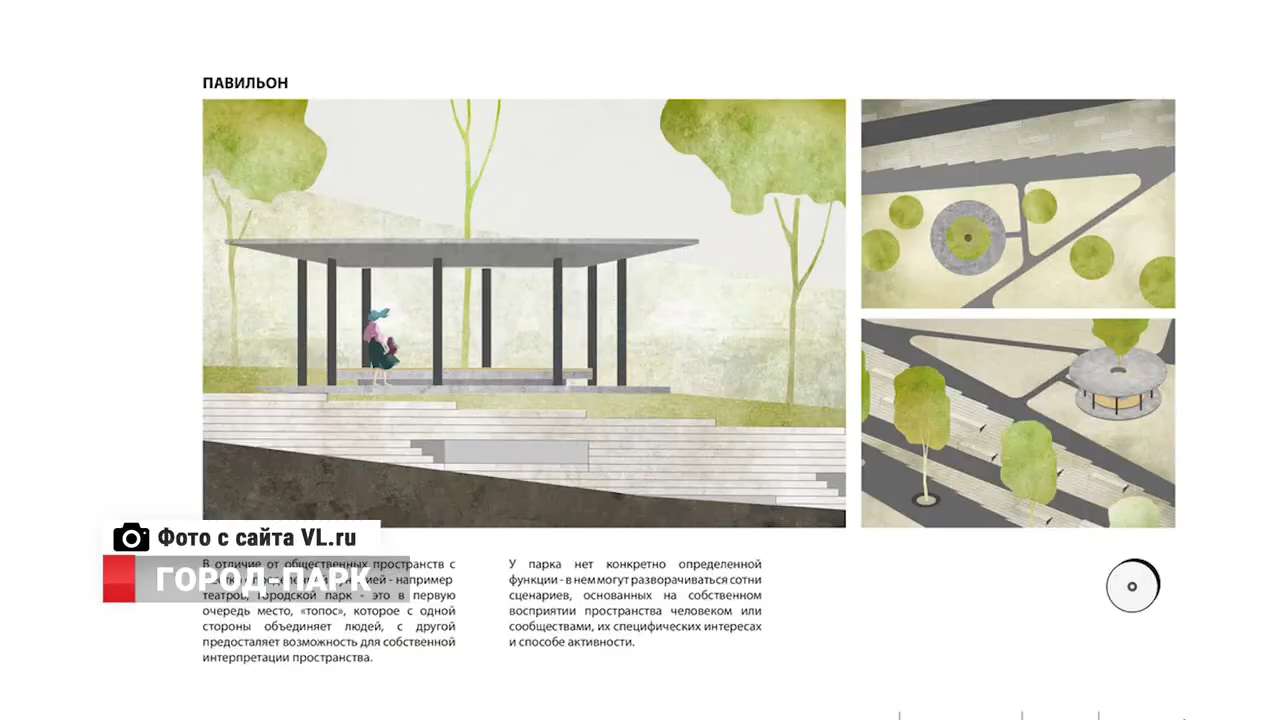 ПАВИЛЬОН
Фото с сайта VL.ru
ГОРОД-ПАРК
В отличие от общественных пространств с
- например
театров, городской парк - это в первую
очередь место, «топос», которое с одной
стороны объединяет людей, с другой
предосталяет возможность для собственной
интерпретации пространства.
У парка нет конкретно определенной
функции - в нем могут разворачиваться сотни
сценариев, основанных на собственном
восприятии пространства человеком или
сообществами, их специфических интересах
и способе активности.